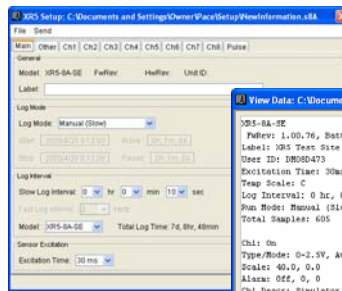 XR5 Setup: C:\Documents and Settings\Owner\Pace\Setup\NewInformation.s8A
File Send
Main Other Ch1 Ch2 Ch3 Ch4 Ch5 Ch6 Ch7 Ch8 Pulse
General
Model: XR5-8A-SE FwRev: HwRev: Unit ID:
Label:
Log Mode
Log Mode: Manual (Slow)
Start
Stop
Log Interval
Slow Log Interval: 0 hr 0 min 10 sec
Fast Log Interval:
Model: XR5-8A-SE Total Log Time: 7d, 8hr, 48min
Sensor Excitation
Excitation Time: 30 ms
View Data: C:\Docume
XR5-8A-SE
FwRev: 1.00.76, Bat
Label: XR5 Test Site
User ID: DM08D473
Excitation Time: 30m
Temp Scale: C
Log Interval: 0 hr,
Run Mode: Manual (Sl
Total Samples: 605
Ch1: On
Type/Mode: 0-2.5V, A
Scale: 40.0, 0.0
Alarm: Off, 0, 0